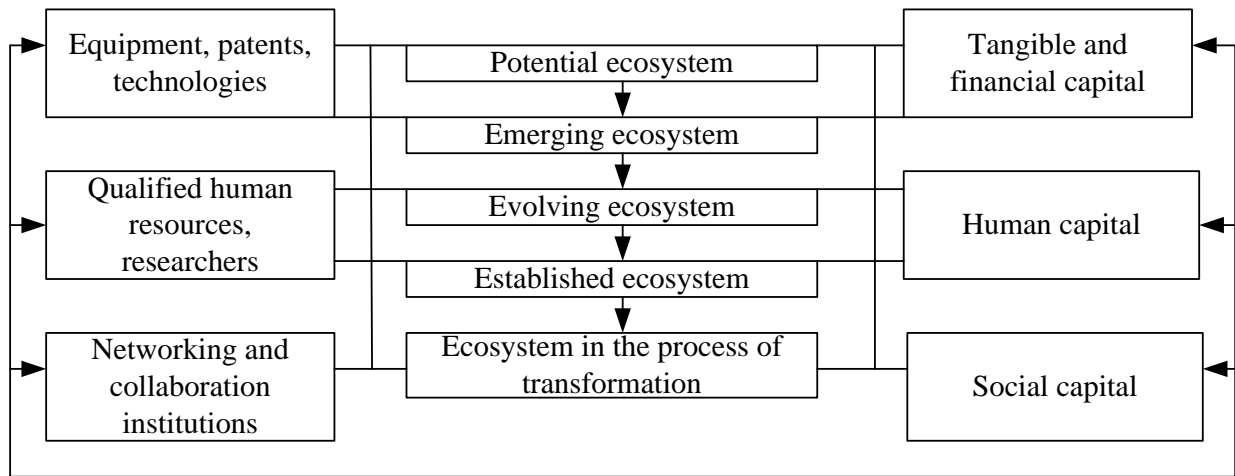 Equipment, patents,
technologies
Potential ecosystem
Tangible and
financial capital
Emerging ecosystem
Qualified human
resources,
researchers
Evolving ecosystem
Human capital
Established ecosystem
Networking and
collaboration
institutions
Ecosystem in the process of
transformation
Social capital